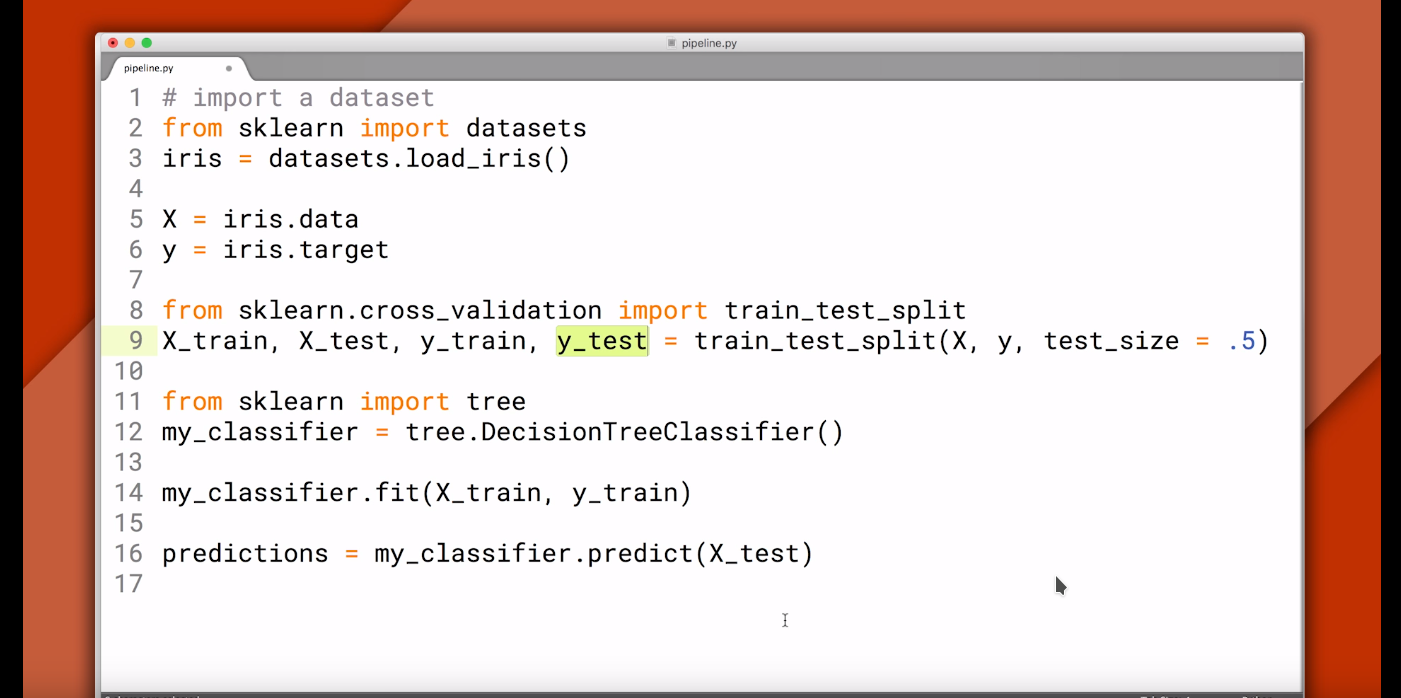 pipeline.py
pipeline.py
1 # import a dataset
2 from sklearn import datasets
3 iris = datasets.load_iris()
4
5 X = iris.data
6 y = iris.target
7
8 from sklearn.cross_validation import train_test_split
9 X_train, X_test, y_train, y_test = train_test_split(X, y, test_size = .5)
10
11 from sklearn import tree
12 my_classifier = tree.DecisionTreeClassifier()
13
14 my_classifier.fit(X_train, y_train)
15
16 predictions = my_classifier.predict(X_test)
17